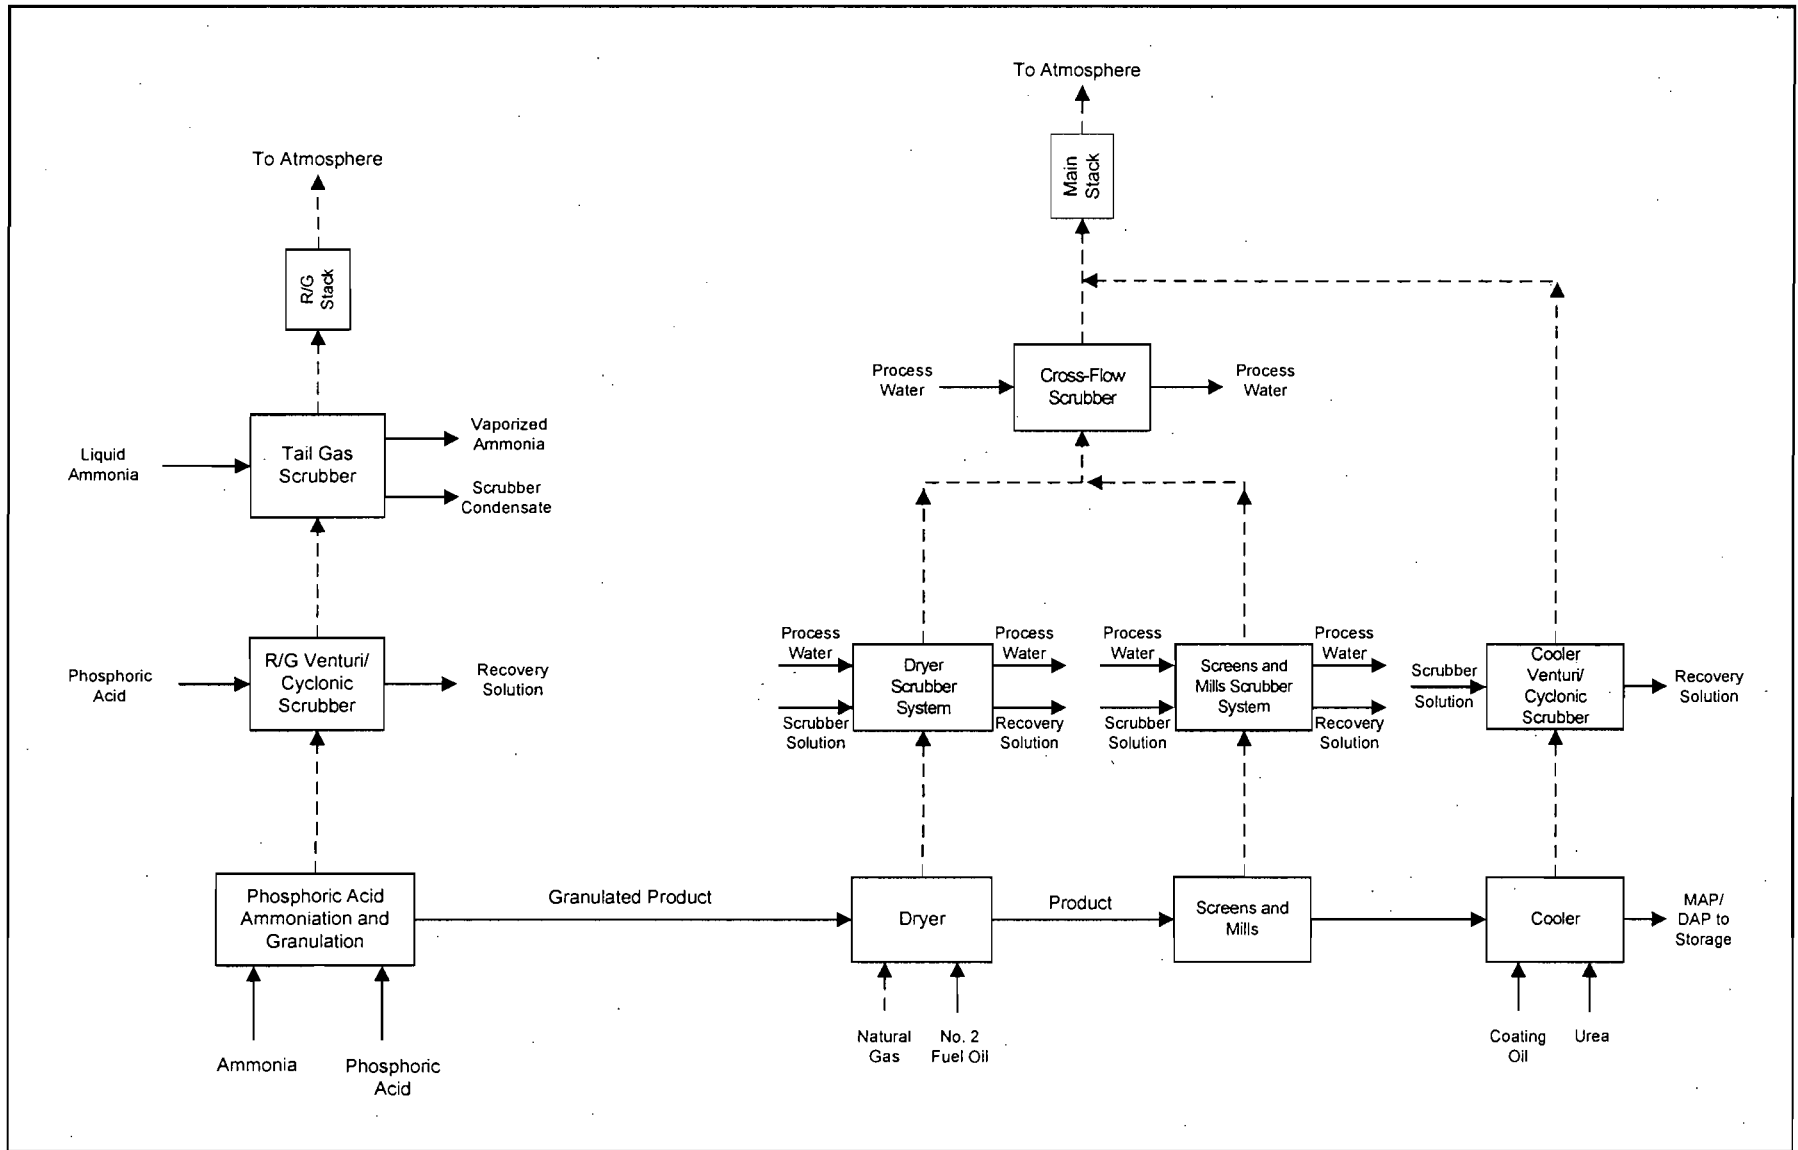 To Atmosphere
Main
Stack
To Atmosphere
R/G
Stack
Process
Water
Cross-Flow
Scrubber
Process
Water
Liquid
Ammonia
Tail Gas
Scrubber
Vaporized
Ammonia
Scrubber
Condensate
Phosphoric
Acid
R/G Venturi/
Cyclonic
Scrubber
Recovery
Solution
Process
Water
Scrubber
Solution
Dryer
Scrubber
System
Process
Water
Recovery
Solution
Process
Water
Scrubber
Solution
Screens and
Mills Scrubber
System
Process
Water
Recovery
Solution
Scrubber
Solution
Cooler
Venturi/
Cyclonic
Scrubber
Recovery
Solution
Phosphoric Acid
Ammoniation and
Granulation
Granulated Product
Dryer
Product
Screens and
Mills
Cooler
MAP/
DAP to
Storage
Ammonia
Phosphoric
Acid
Natural
Gas
No. 2
Fuel Oil
Coating
Oil
Urea